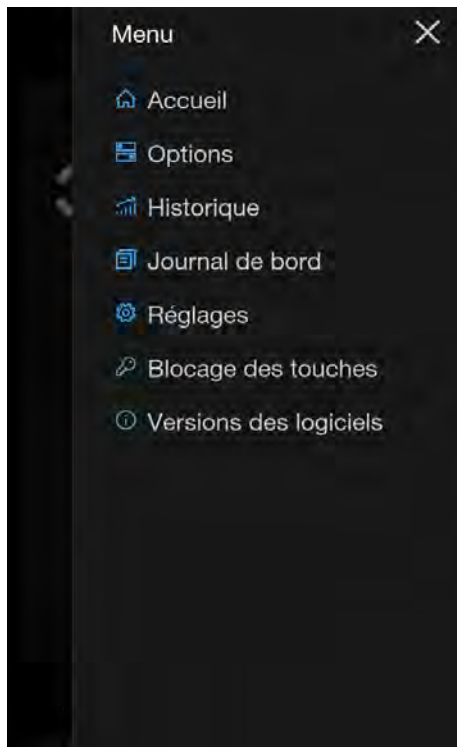 Menu
Accueil
Options
Historique
Journal de bord
Réglages
Blocage des touches
Versions des logiciels